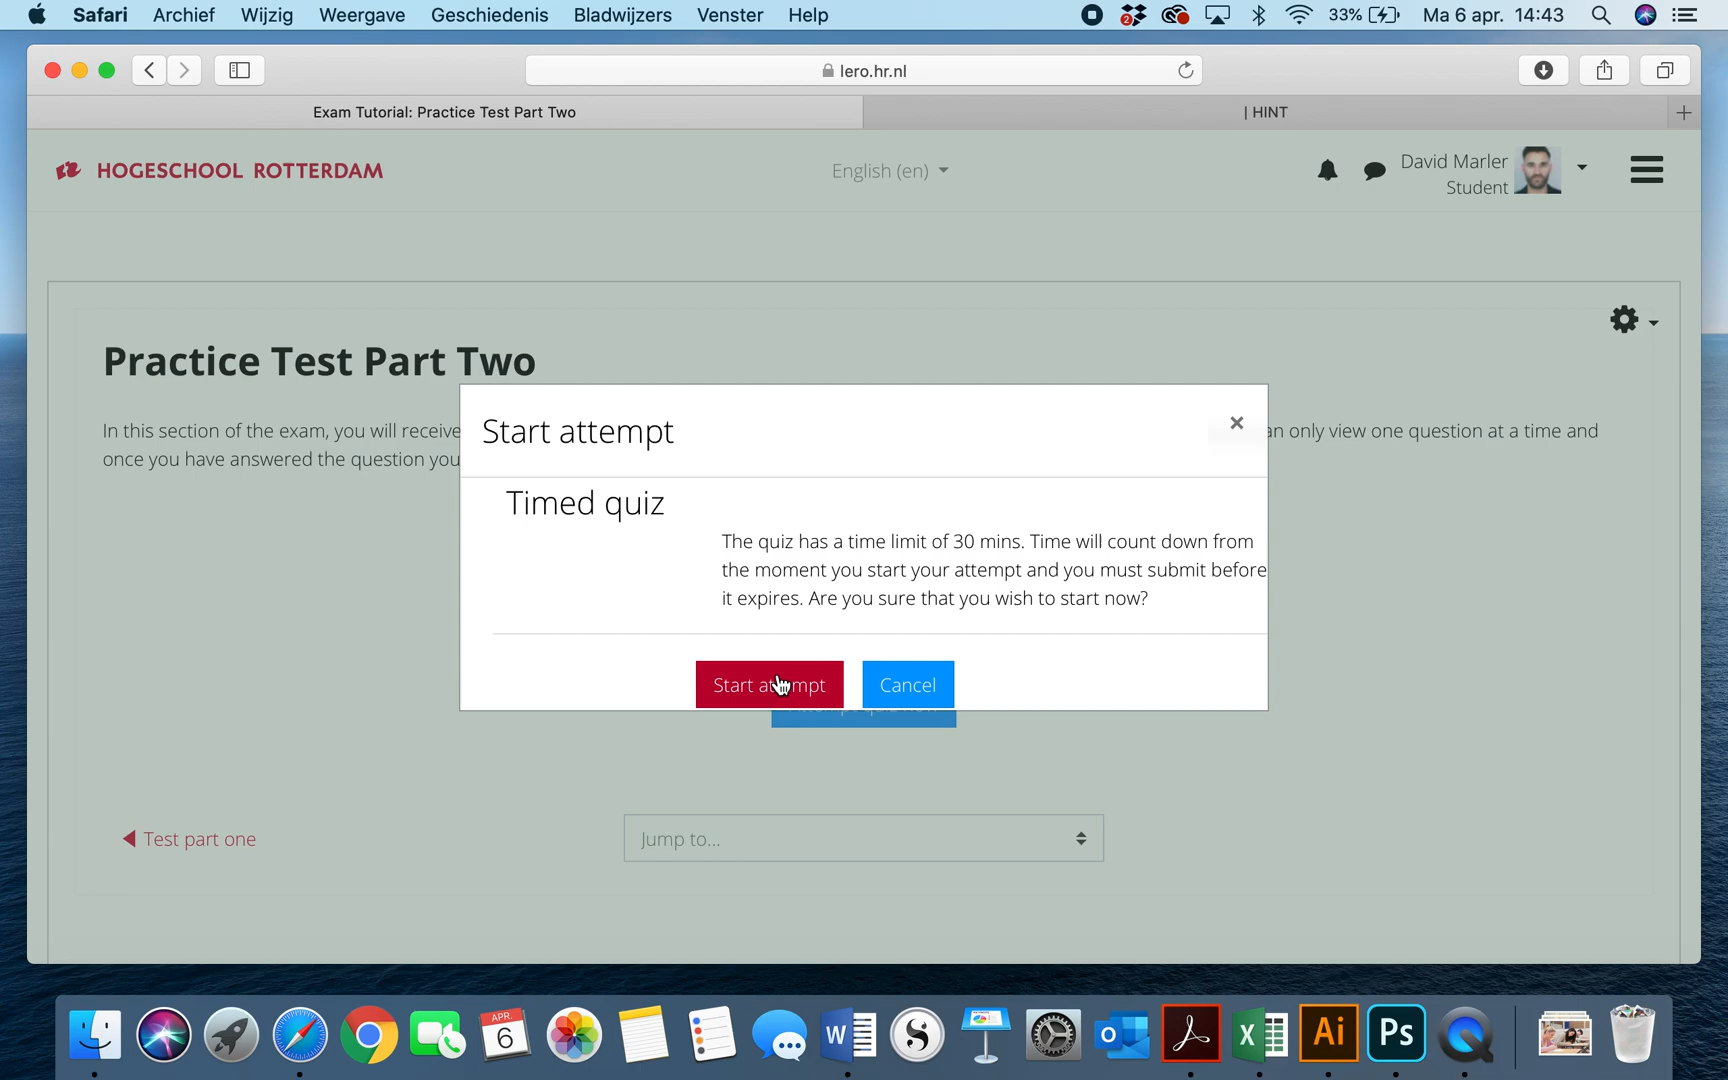 Safari Archief Wijzig Weergave Geschiedenis Bladwijzers Venster Help 2 33% Ma 6 apr. 14:43
lero.hr.nl
Exam Tutorial: Practice Test Part Two | HINT
HOGESCHOOL ROTTERDAM English (en) David Marler
Student
Practice Test Part Two
In this section of the exam, you will receive an only view one question at a time and
once you have answered the question you
Start attempt ×
Timed quiz
The quiz has a time limit of 30 mins. Time will count down from
the moment you start your attempt and you must submit before
it expires. Are you sure that you wish to start now?
Start attempt Cancel
Test part one Jump to...
APR. 6 W S O X Ai Ps